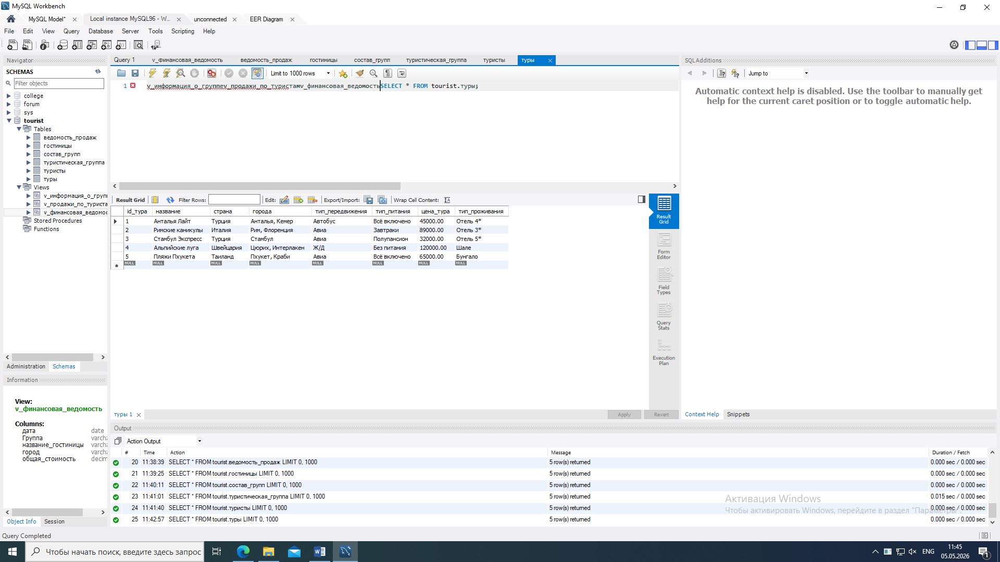 MySQL Workbench
MySQL Model*
Local instance MySQL96 - W...
unconnected
EER Diagram
File Edit View Query Database Server Tools Scripting Help
Navigator
SCHEMAS
Filter objects
college
forum
sys
tourist
Tables
ведомость_продаж
гостиницы
состав_групп
туристическая_группа
туристы
туры
Views
v_информация_о_групп
v_продажи_по_туриста
v_финансовая_ведомос
Stored Procedures
Functions
Administration Schemas
Information
View:
v_финансовая_ведомость
Columns:
дата date
Группа varcha
название_гостиницы varcha
город varcha
общая_стоимость decim
Object Info Session
Query 1 v_финансовая_ведомость ведомость_продаж гостиницы состав_групп туристическая_группа туристы туры
Limit to 1000 rows
1 v_информация_о_группеv_продажи_по_туристамv_финансовая_ведомостьSELECT * FROM tourist.туры;
Result Grid Filter Rows: Edit: Export/Import: Wrap Cell Content:
id_тура название страна города тип_передвижения тип_питания цена_тура тип_проживания
1 Анталья Лайт Турция Анталья, Кемер Автобус Всё включено 45000.00 Отель 4*
2 Римские каникулы Италия Рим, Флоренция Авиа Завтраки 89000.00 Отель 3*
3 Стамбул Экспресс Турция Стамбул Авиа Полупансион 32000.00 Отель 5*
4 Альпийские луга Швейцария Цюрих, Интерлакен Ж/Д Без питания 120000.00 Шале
5 Пляжи Пхукета Таиланд Пхукет, Краби Авиа Всё включено 65000.00 Бунгало
NULL NULL NULL NULL NULL NULL NULL NULL
Result Grid
Form Editor
Field Types
Query Stats
Execution Plan
туры 1
Apply Revert
SQLAdditions
Jump to
Automatic context help is disabled. Use the toolbar to manually get
help for the current caret position or to toggle automatic help.
Context Help Snippets
Output
Action Output
# Time Action Message Duration / Fetch
20 11:38:39 SELECT * FROM tourist.ведомость_продаж LIMIT 0, 1000 5 row(s) returned 0.000 sec / 0.000 sec
21 11:39:25 SELECT * FROM tourist.гостиницы LIMIT 0, 1000 5 row(s) returned 0.000 sec / 0.000 sec
22 11:40:11 SELECT * FROM tourist.состав_групп LIMIT 0, 1000 5 row(s) returned 0.000 sec / 0.000 sec
23 11:41:01 SELECT * FROM tourist.туристическая_группа LIMIT 0, 1000 5 row(s) returned 0.015 sec / 0.000 sec
24 11:41:40 SELECT * FROM tourist.туристы LIMIT 0, 1000 5 row(s) returned 0.000 sec / 0.000 sec
25 11:42:57 SELECT * FROM tourist.туры LIMIT 0, 1000 5 row(s) returned 0.000 sec / 0.000 sec
Активация Windows
Чтобы активировать Windows, перейдите в раздел "Параметры".
Query Completed
Чтобы начать поиск, введите здесь запрос
ENG
11:45
05.05.2026
1